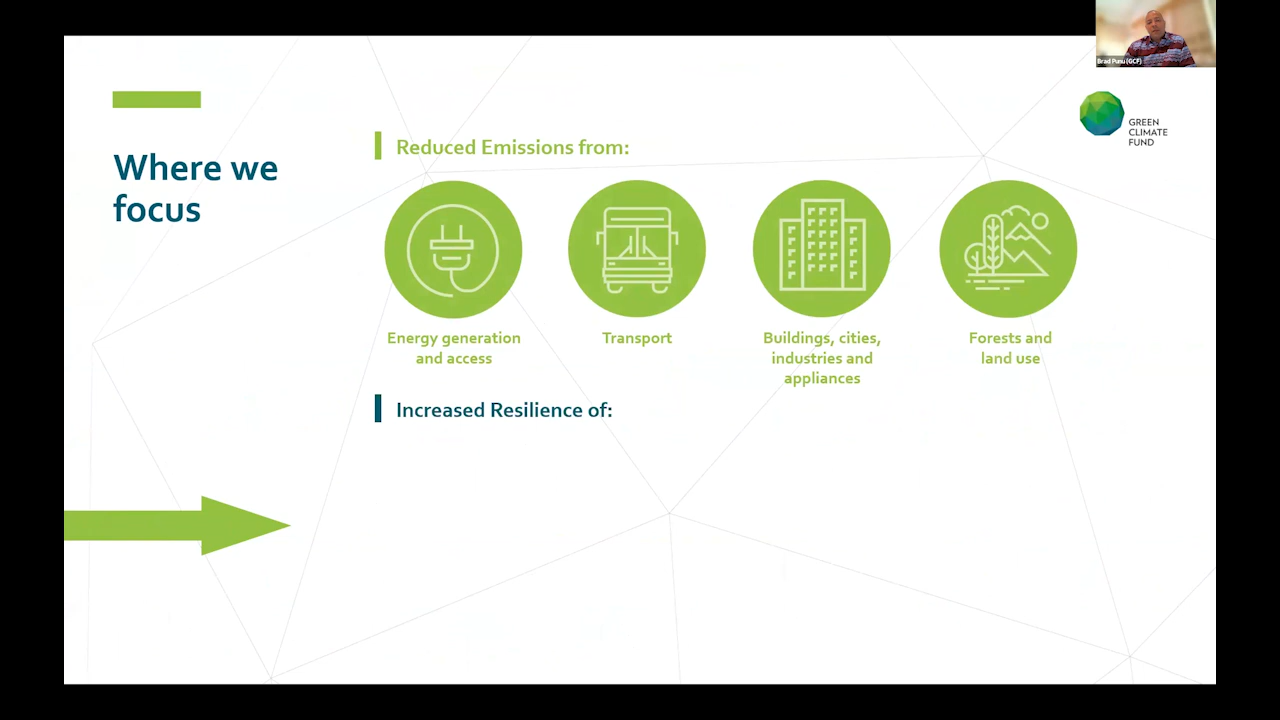 Brad Punu (GCF)
GREEN
CLIMATE
FUND
Where we
focus
Reduced Emissions from:
Energy generation
and access
Transport
Buildings, cities,
industries and
appliances
Forests and
land use
Increased Resilience of: